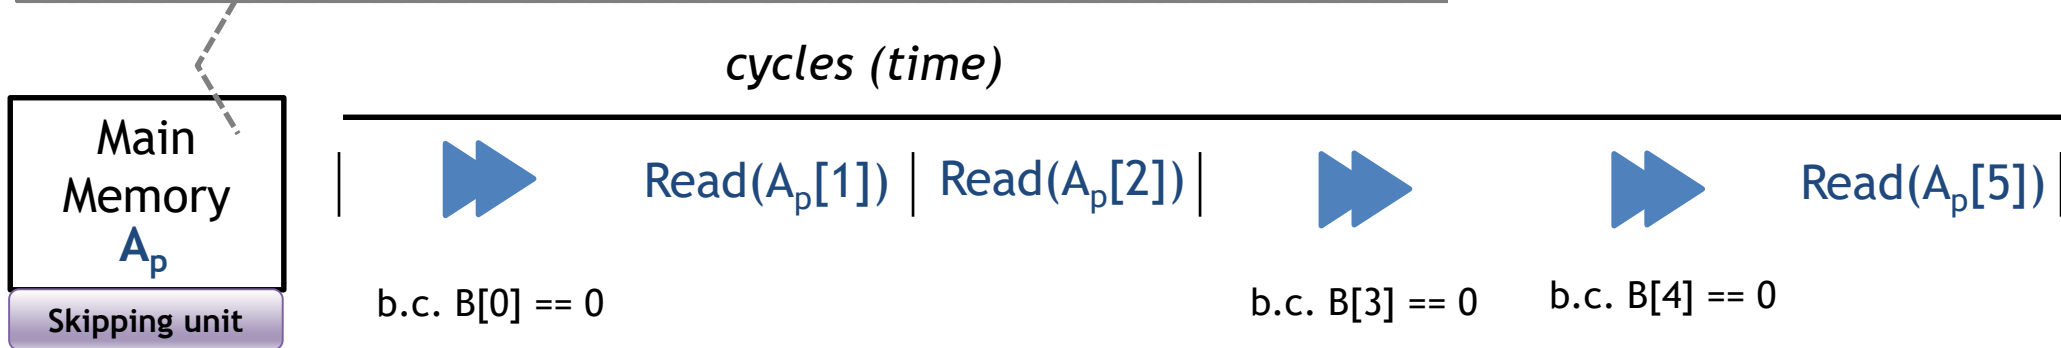 cycles (time)
Main
Memory
Aₚ
Read(Aₚ[1]) | Read(Aₚ[2]) | Read(Aₚ[5])
b.c. B[0] == 0 b.c. B[3] == 0 b.c. B[4] == 0
Skipping unit